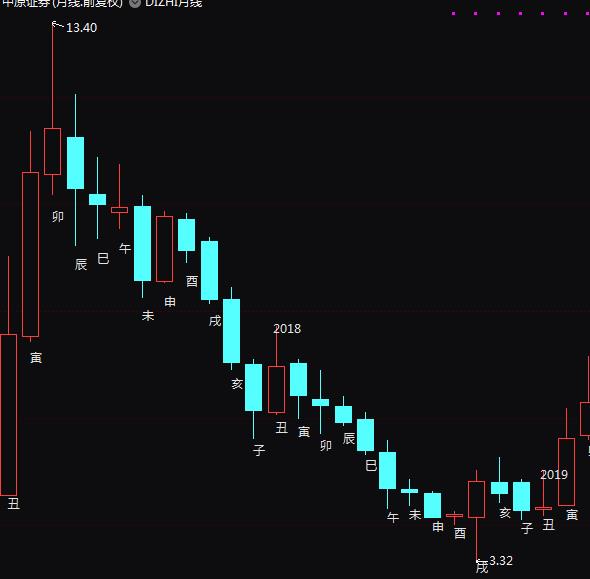 中原证券(月线.前复权) DIZHI月线
13.40
卯
午
巳
辰
酉
申
未
戌
2018
寅
亥
丑
寅
辰
卯
子
巳
2019
丑
午
未
亥
寅
申
子
丑
酉
3.32
戌